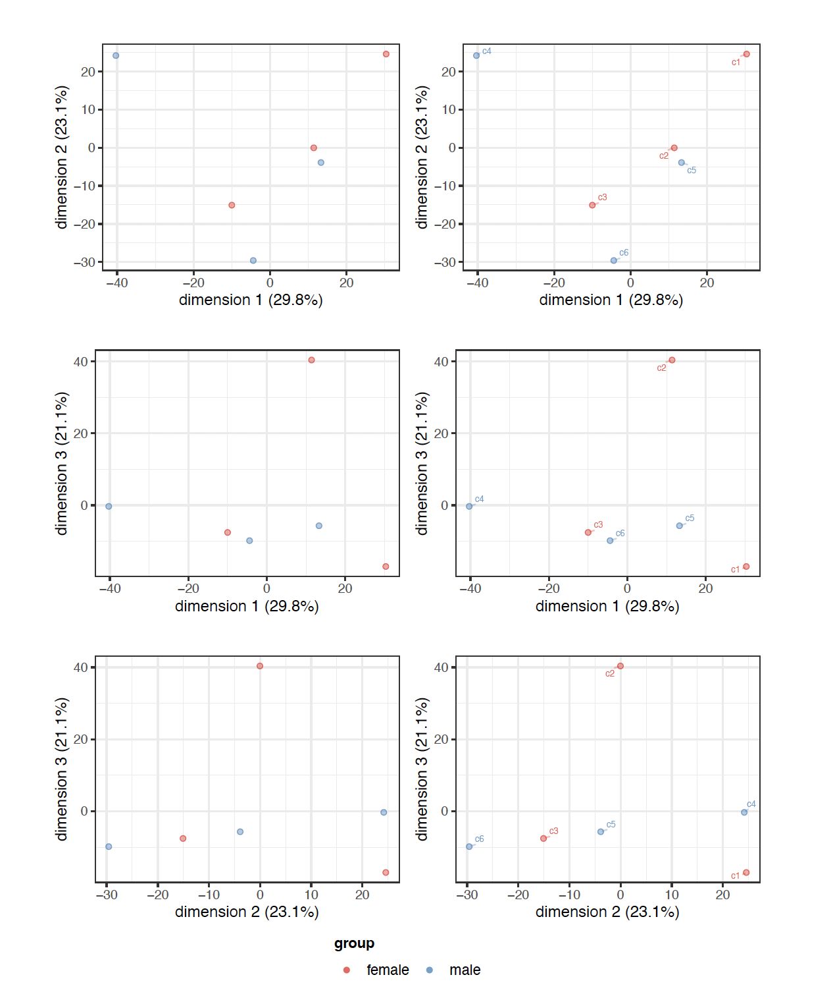 20
10
0
−10
−20
−30
dimension 2 (23.1%)
−40 −20 0 20
dimension 1 (29.8%)
c4
c1
c2
c5
c3
c6
20
10
0
−10
−20
−30
dimension 2 (23.1%)
−40 −20 0 20
dimension 1 (29.8%)
40
20
0
dimension 3 (21.1%)
−40 −20 0 20
dimension 1 (29.8%)
c2
c4
c3
c6
c5
c1
40
20
0
dimension 3 (21.1%)
−40 −20 0 20
dimension 1 (29.8%)
40
20
0
dimension 3 (21.1%)
−30 −20 −10 0 10 20
dimension 2 (23.1%)
c2
c4
c5
c3
c6
c1
40
20
0
dimension 3 (21.1%)
−30 −20 −10 0 10 20
dimension 2 (23.1%)
group
female male